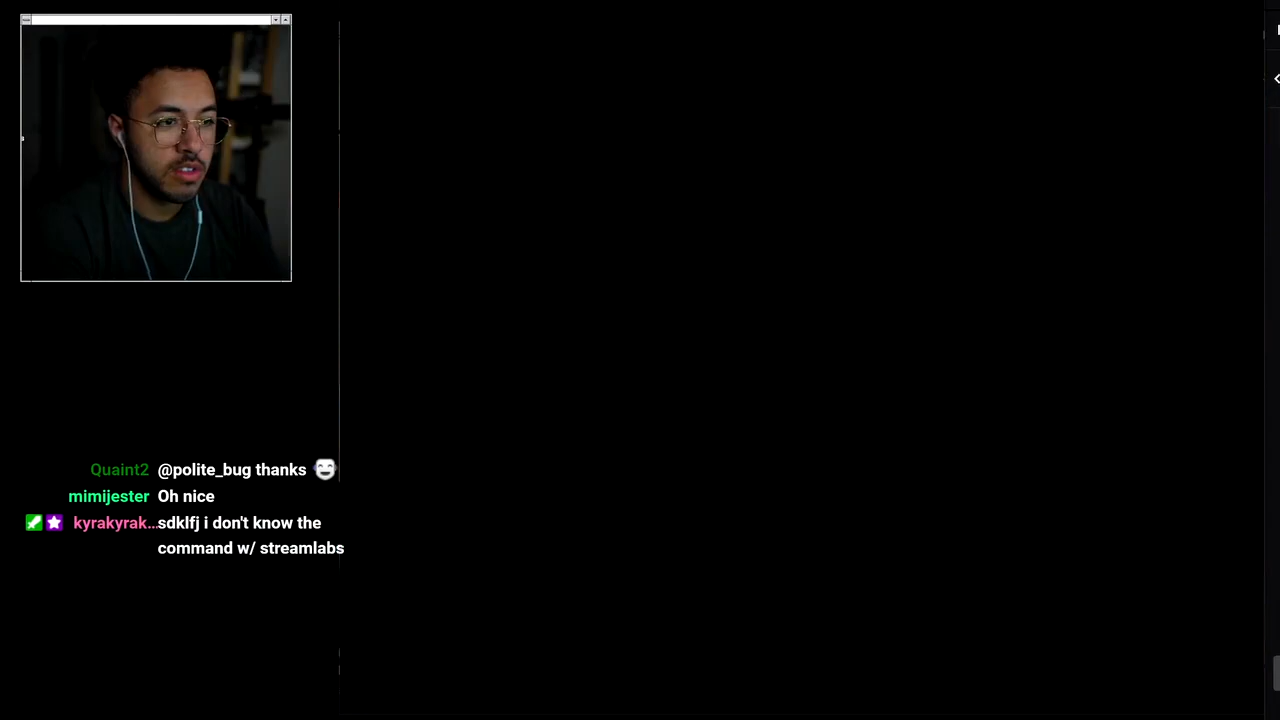 Quaint2 @polite_bug thanks
mimijester Oh nice
kyrakyrak... sdklfj i don't know the
command w/ streamlabs